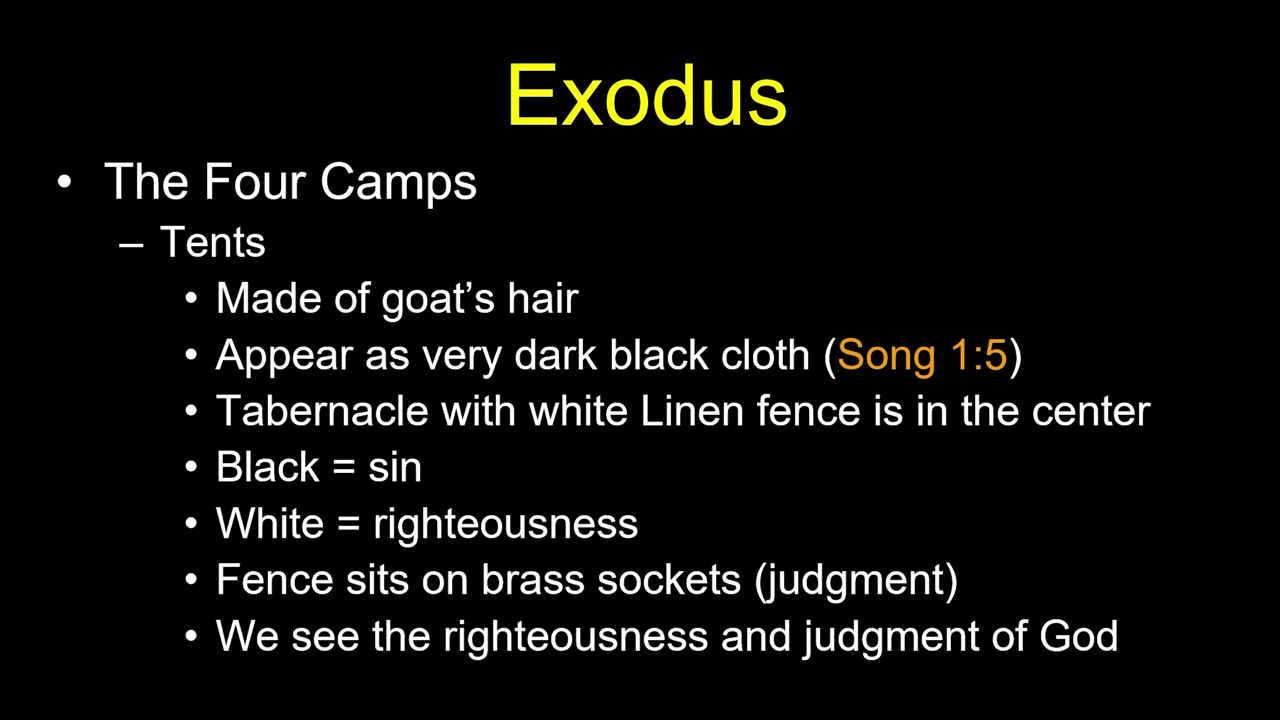 Exodus
• The Four Camps
– Tents
• Made of goat’s hair
• Appear as very dark black cloth (Song 1:5)
• Tabernacle with white Linen fence is in the center
• Black = sin
• White = righteousness
• Fence sits on brass sockets (judgment)
• We see the righteousness and judgment of God